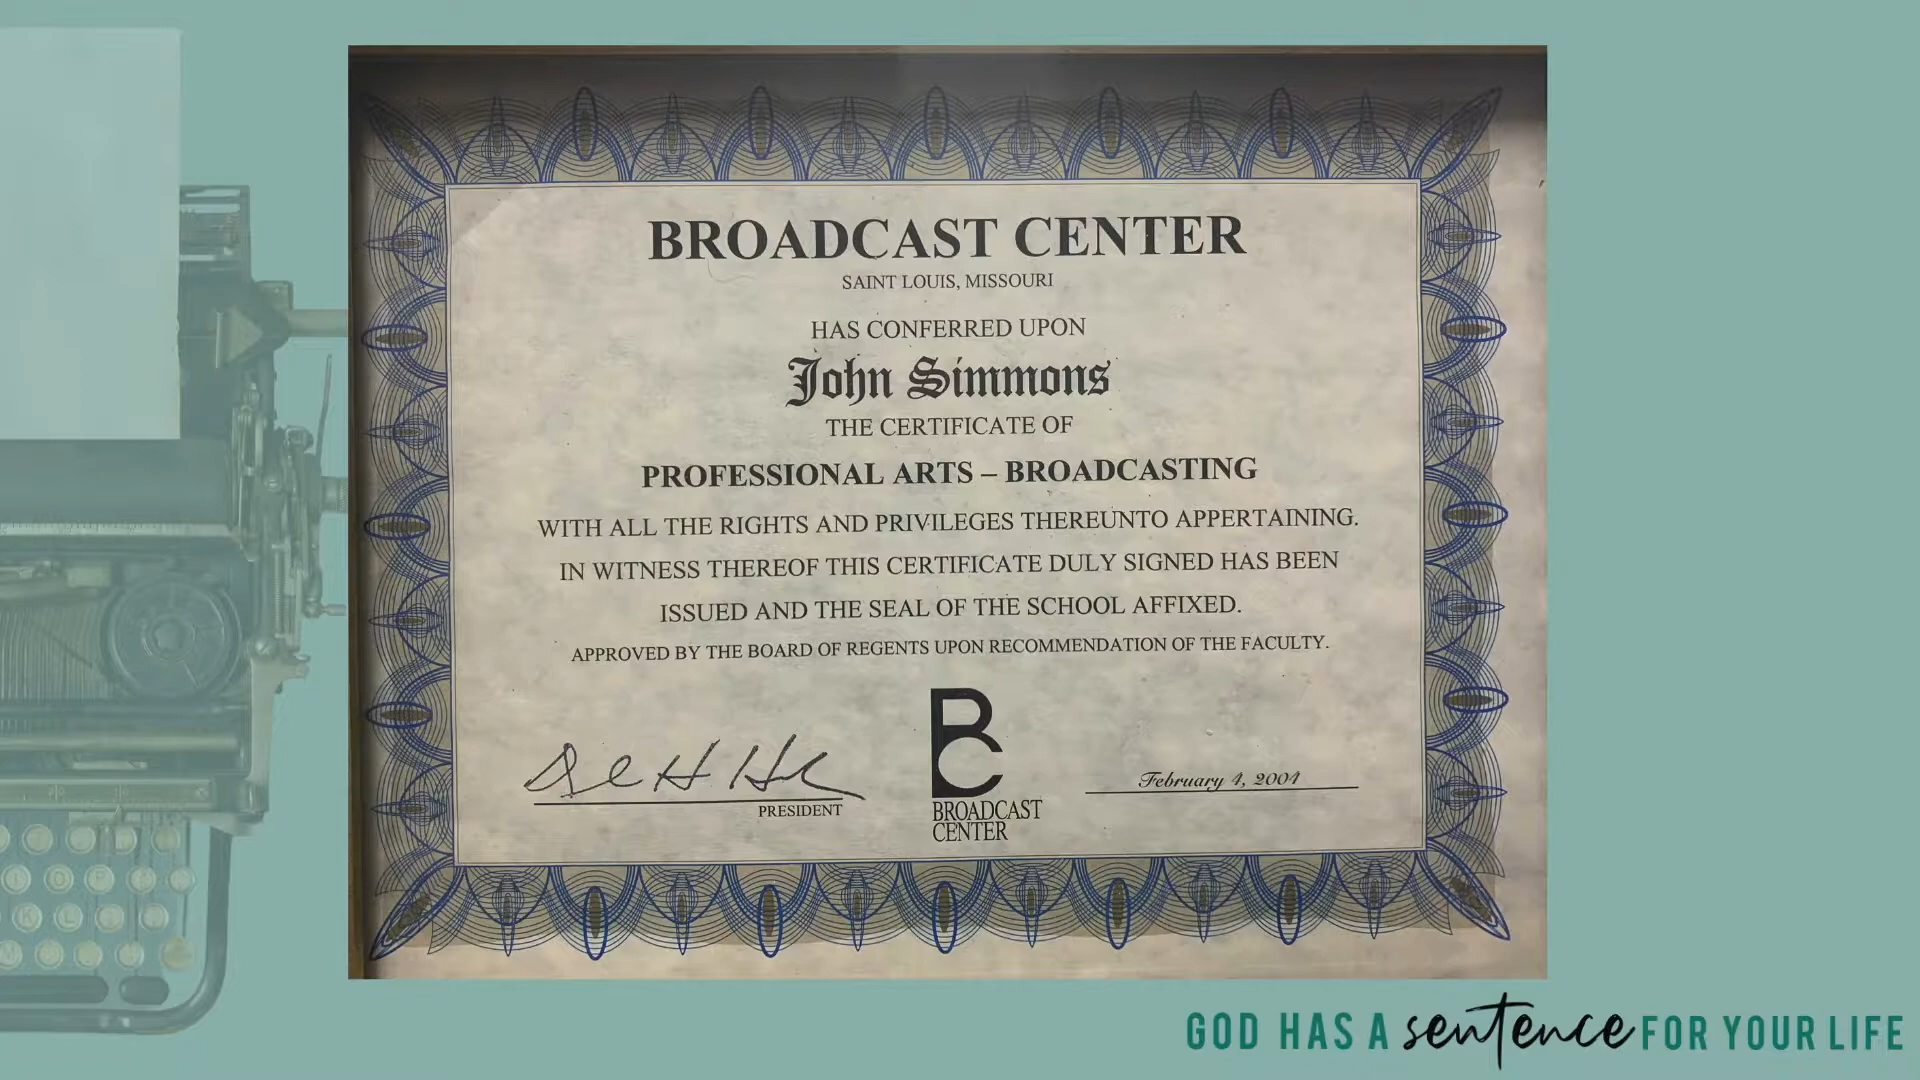 BROADCAST CENTER
SAINT LOUIS, MISSOURI
HAS CONFERRED UPON
John Simmons
THE CERTIFICATE OF
PROFESSIONAL ARTS – BROADCASTING
WITH ALL THE RIGHTS AND PRIVILEGES THEREUNTO APPERTAINING.
IN WITNESS THEREOF THIS CERTIFICATE DULY SIGNED HAS BEEN
ISSUED AND THE SEAL OF THE SCHOOL AFFIXED.
APPROVED BY THE BOARD OF REGENTS UPON RECOMMENDATION OF THE FACULTY.
PRESIDENT
BC
BROADCAST
CENTER
February 4, 2004
GOD HAS A sentence FOR YOUR LIFE